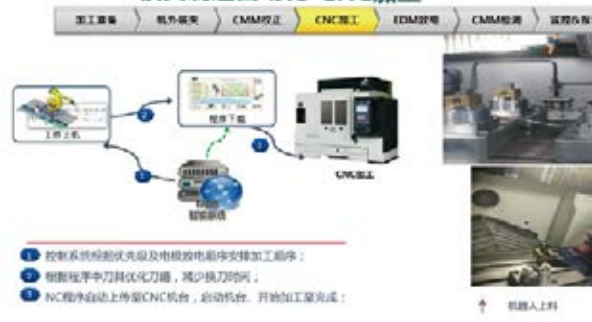 加工准备
机外装夹
CMM校正
CNC加工
EDM放电
CMM检测
工件上机
程序下载
CNC加工
智能系统
1 控制系统根据优先级及电极放电顺序安排加工顺序；
2 根据程序中刀具优化刀路，减少换刀时间；
3 NC程序自动上传至CNC机台，启动机台、开始加工至完成；
机器人上料